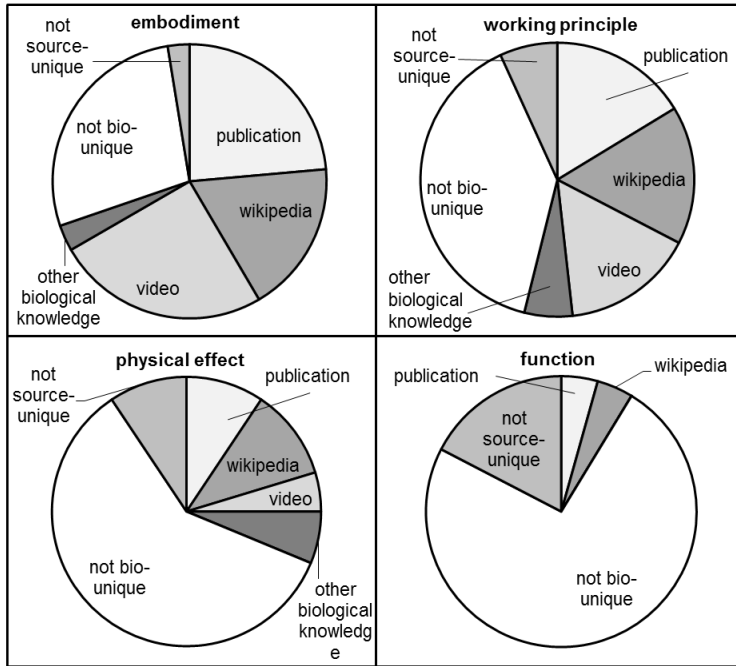 embodiment
not
source-
unique
publication
not bio-
unique
wikipedia
video
other
biological
knowledge
working principle
not
source-
unique
publication
not bio-
unique
wikipedia
video
other
biological
knowledge
physical effect
not
source-
unique
publication
wikipedia
video
not bio-
unique
other
biological
knowledg
e
function
publication
wikipedia
not
source-
unique
not bio-
unique